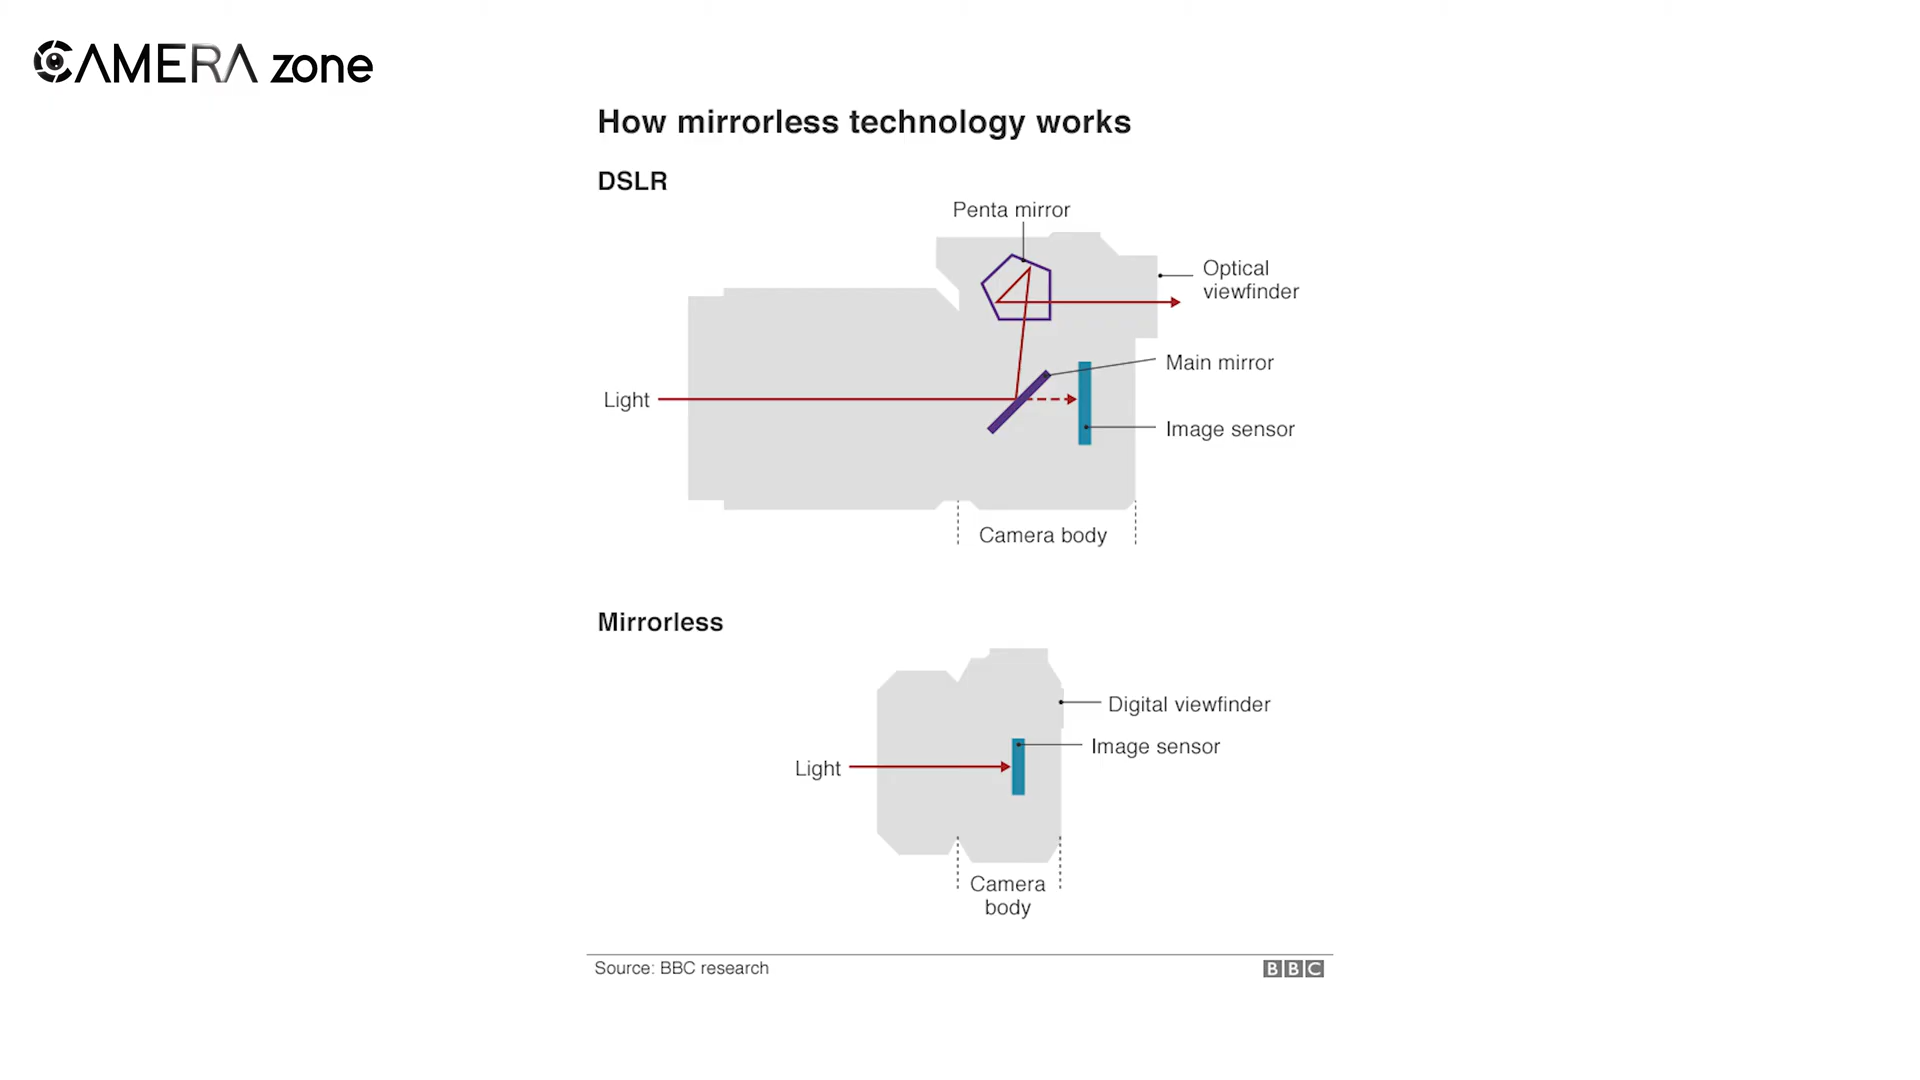 CAMERA zone
How mirrorless technology works
DSLR
Penta mirror
Optical
viewfinder
Main mirror
Light
Image sensor
Camera body
Mirrorless
Digital viewfinder
Image sensor
Light
Camera
body
Source: BBC research
BBC